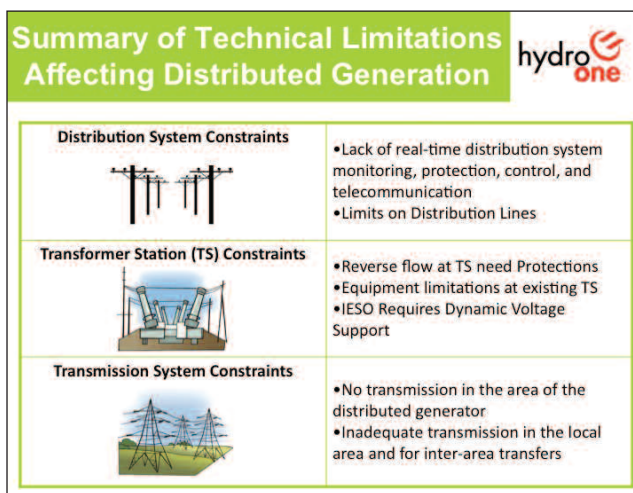 Summary of Technical Limitations
Affecting Distributed Generation
hydro
one
Distribution System Constraints
•Lack of real-time distribution system
monitoring, protection, control, and
telecommunication
•Limits on Distribution Lines
Transformer Station (TS) Constraints
•Reverse flow at TS need Protections
•Equipment limitations at existing TS
•IESO Requires Dynamic Voltage
Support
Transmission System Constraints
•No transmission in the area of the
distributed generator
•Inadequate transmission in the local
area and for inter-area transfers